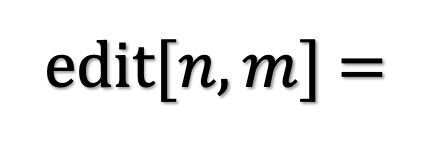 edit[n, m] =